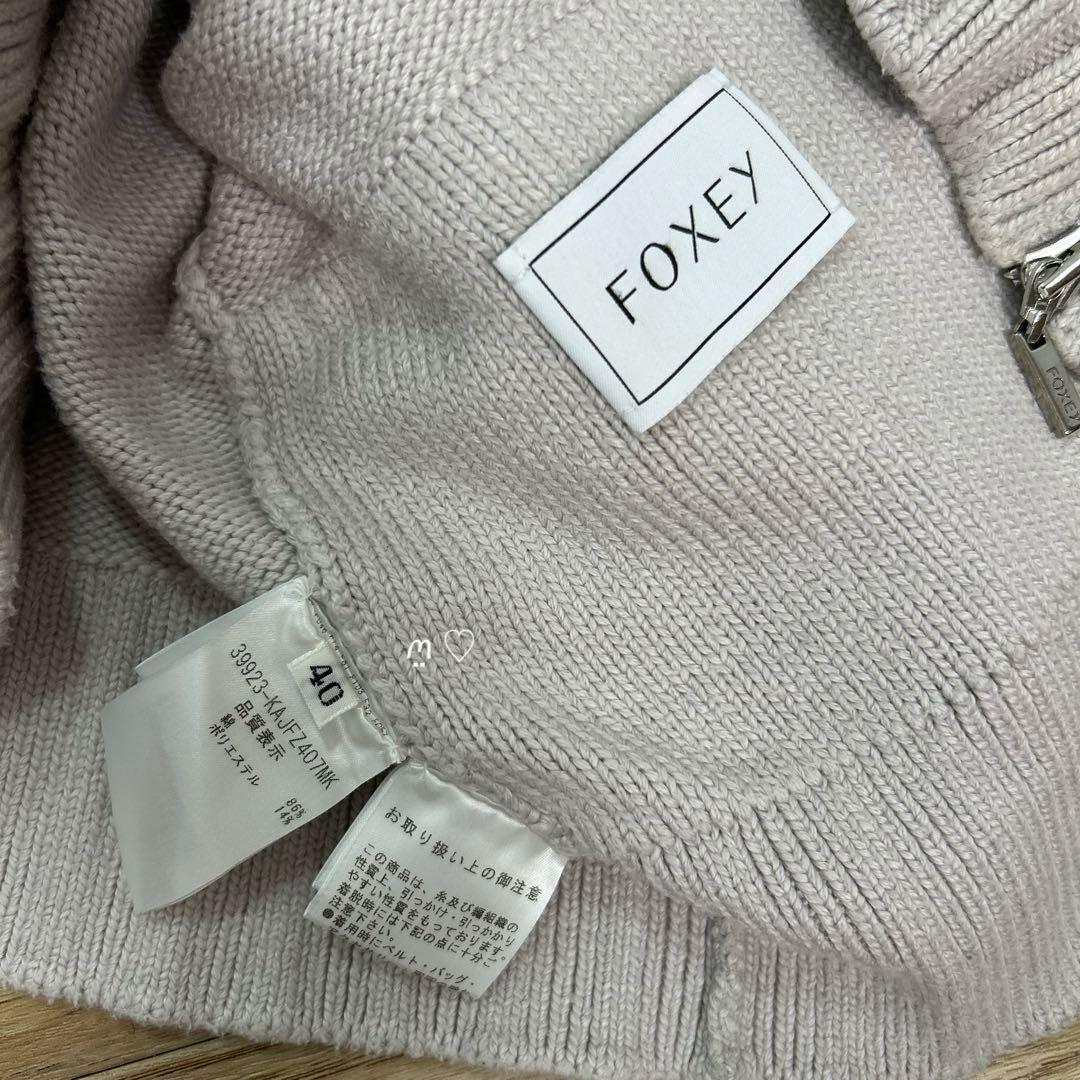 FOXEY
FOXEY
40
39923-KAJFZ407MK
品質表示
綿 86%
ポリエステル 14%
お取り扱い上の御注意
この商品は、糸及び編組織の
性質上、引っかけ・引っかかり
やすい性質をもっております。
着脱時には下記の点に十分ご
注意下さい。
●着用時にベルト・バッグ・